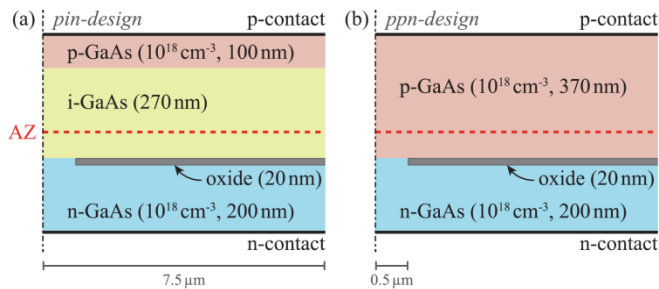 (a) pin-design p-contact
p-GaAs (10¹⁸ cm⁻³, 100 nm)
i-GaAs (270 nm)
AZ
oxide (20 nm)
n-GaAs (10¹⁸ cm⁻³, 200 nm)
n-contact
7.5 µm
(b) ppn-design p-contact
p-GaAs (10¹⁸ cm⁻³, 370 nm)
oxide (20 nm)
n-GaAs (10¹⁸ cm⁻³, 200 nm)
n-contact
0.5 µm